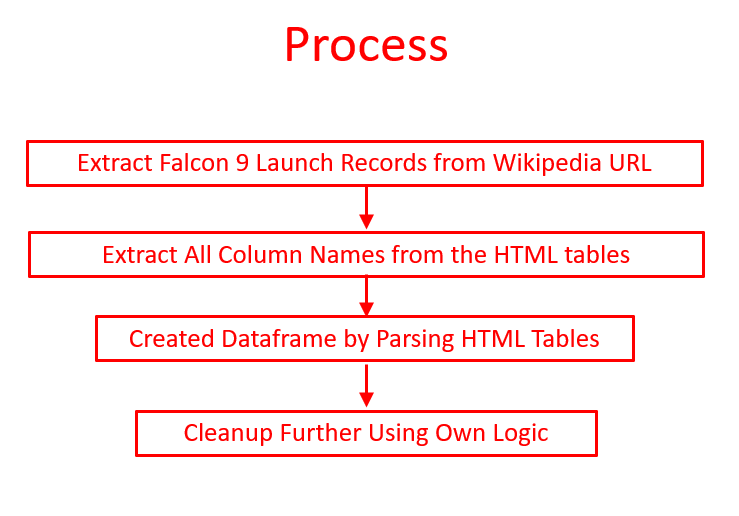 Process
Extract Falcon 9 Launch Records from Wikipedia URL
Extract All Column Names from the HTML tables
Created Dataframe by Parsing HTML Tables
Cleanup Further Using Own Logic